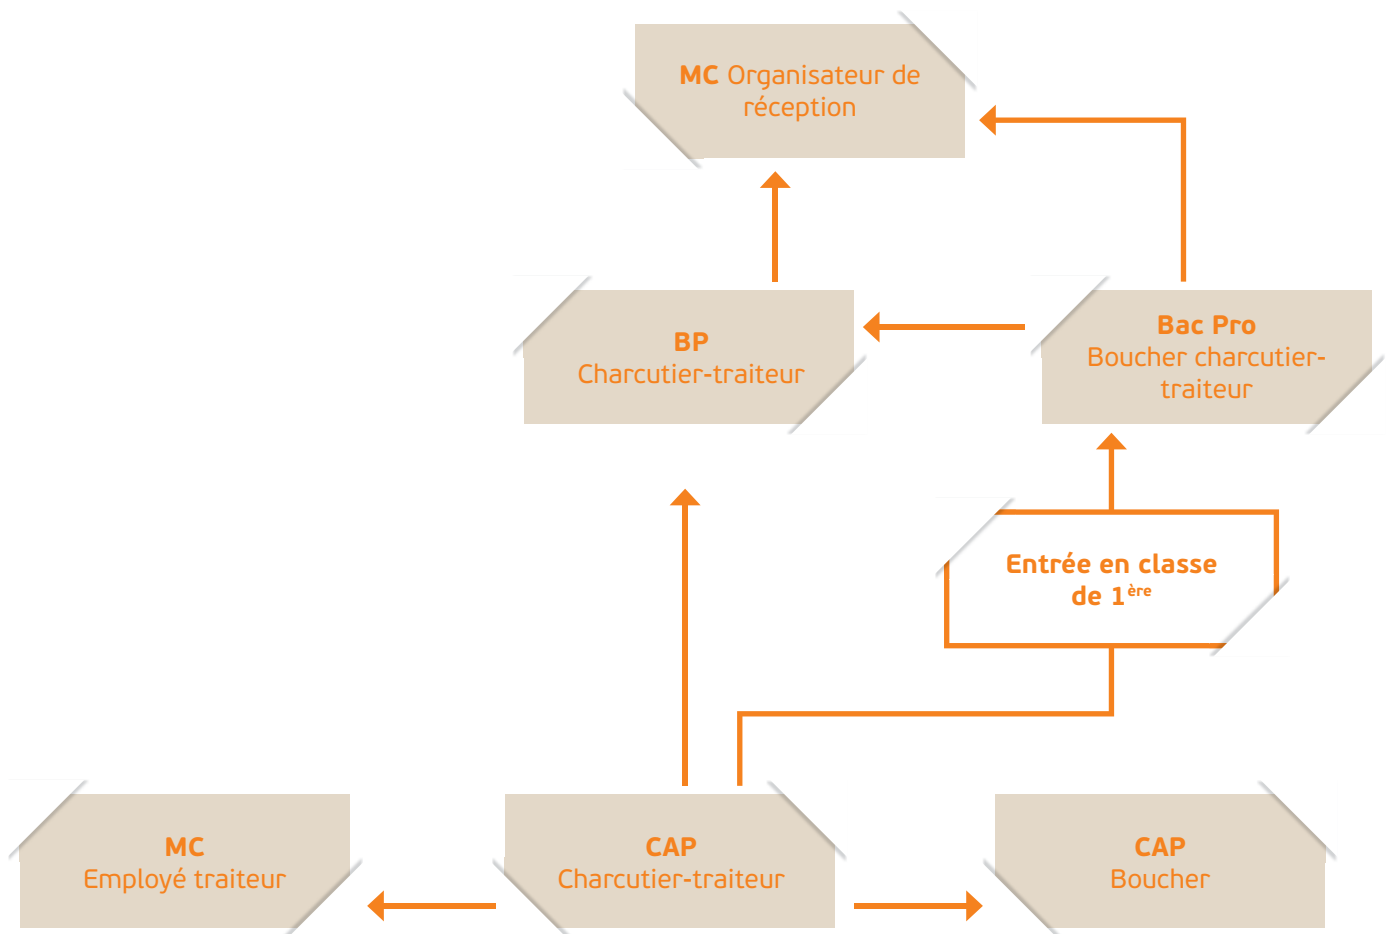 MC Organisateur de
réception
BP
Charcutier-traiteur
Bac Pro
Boucher charcutier-
traiteur
Entrée en classe
de 1ère
MC
Employé traiteur
CAP
Charcutier-traiteur
CAP
Boucher